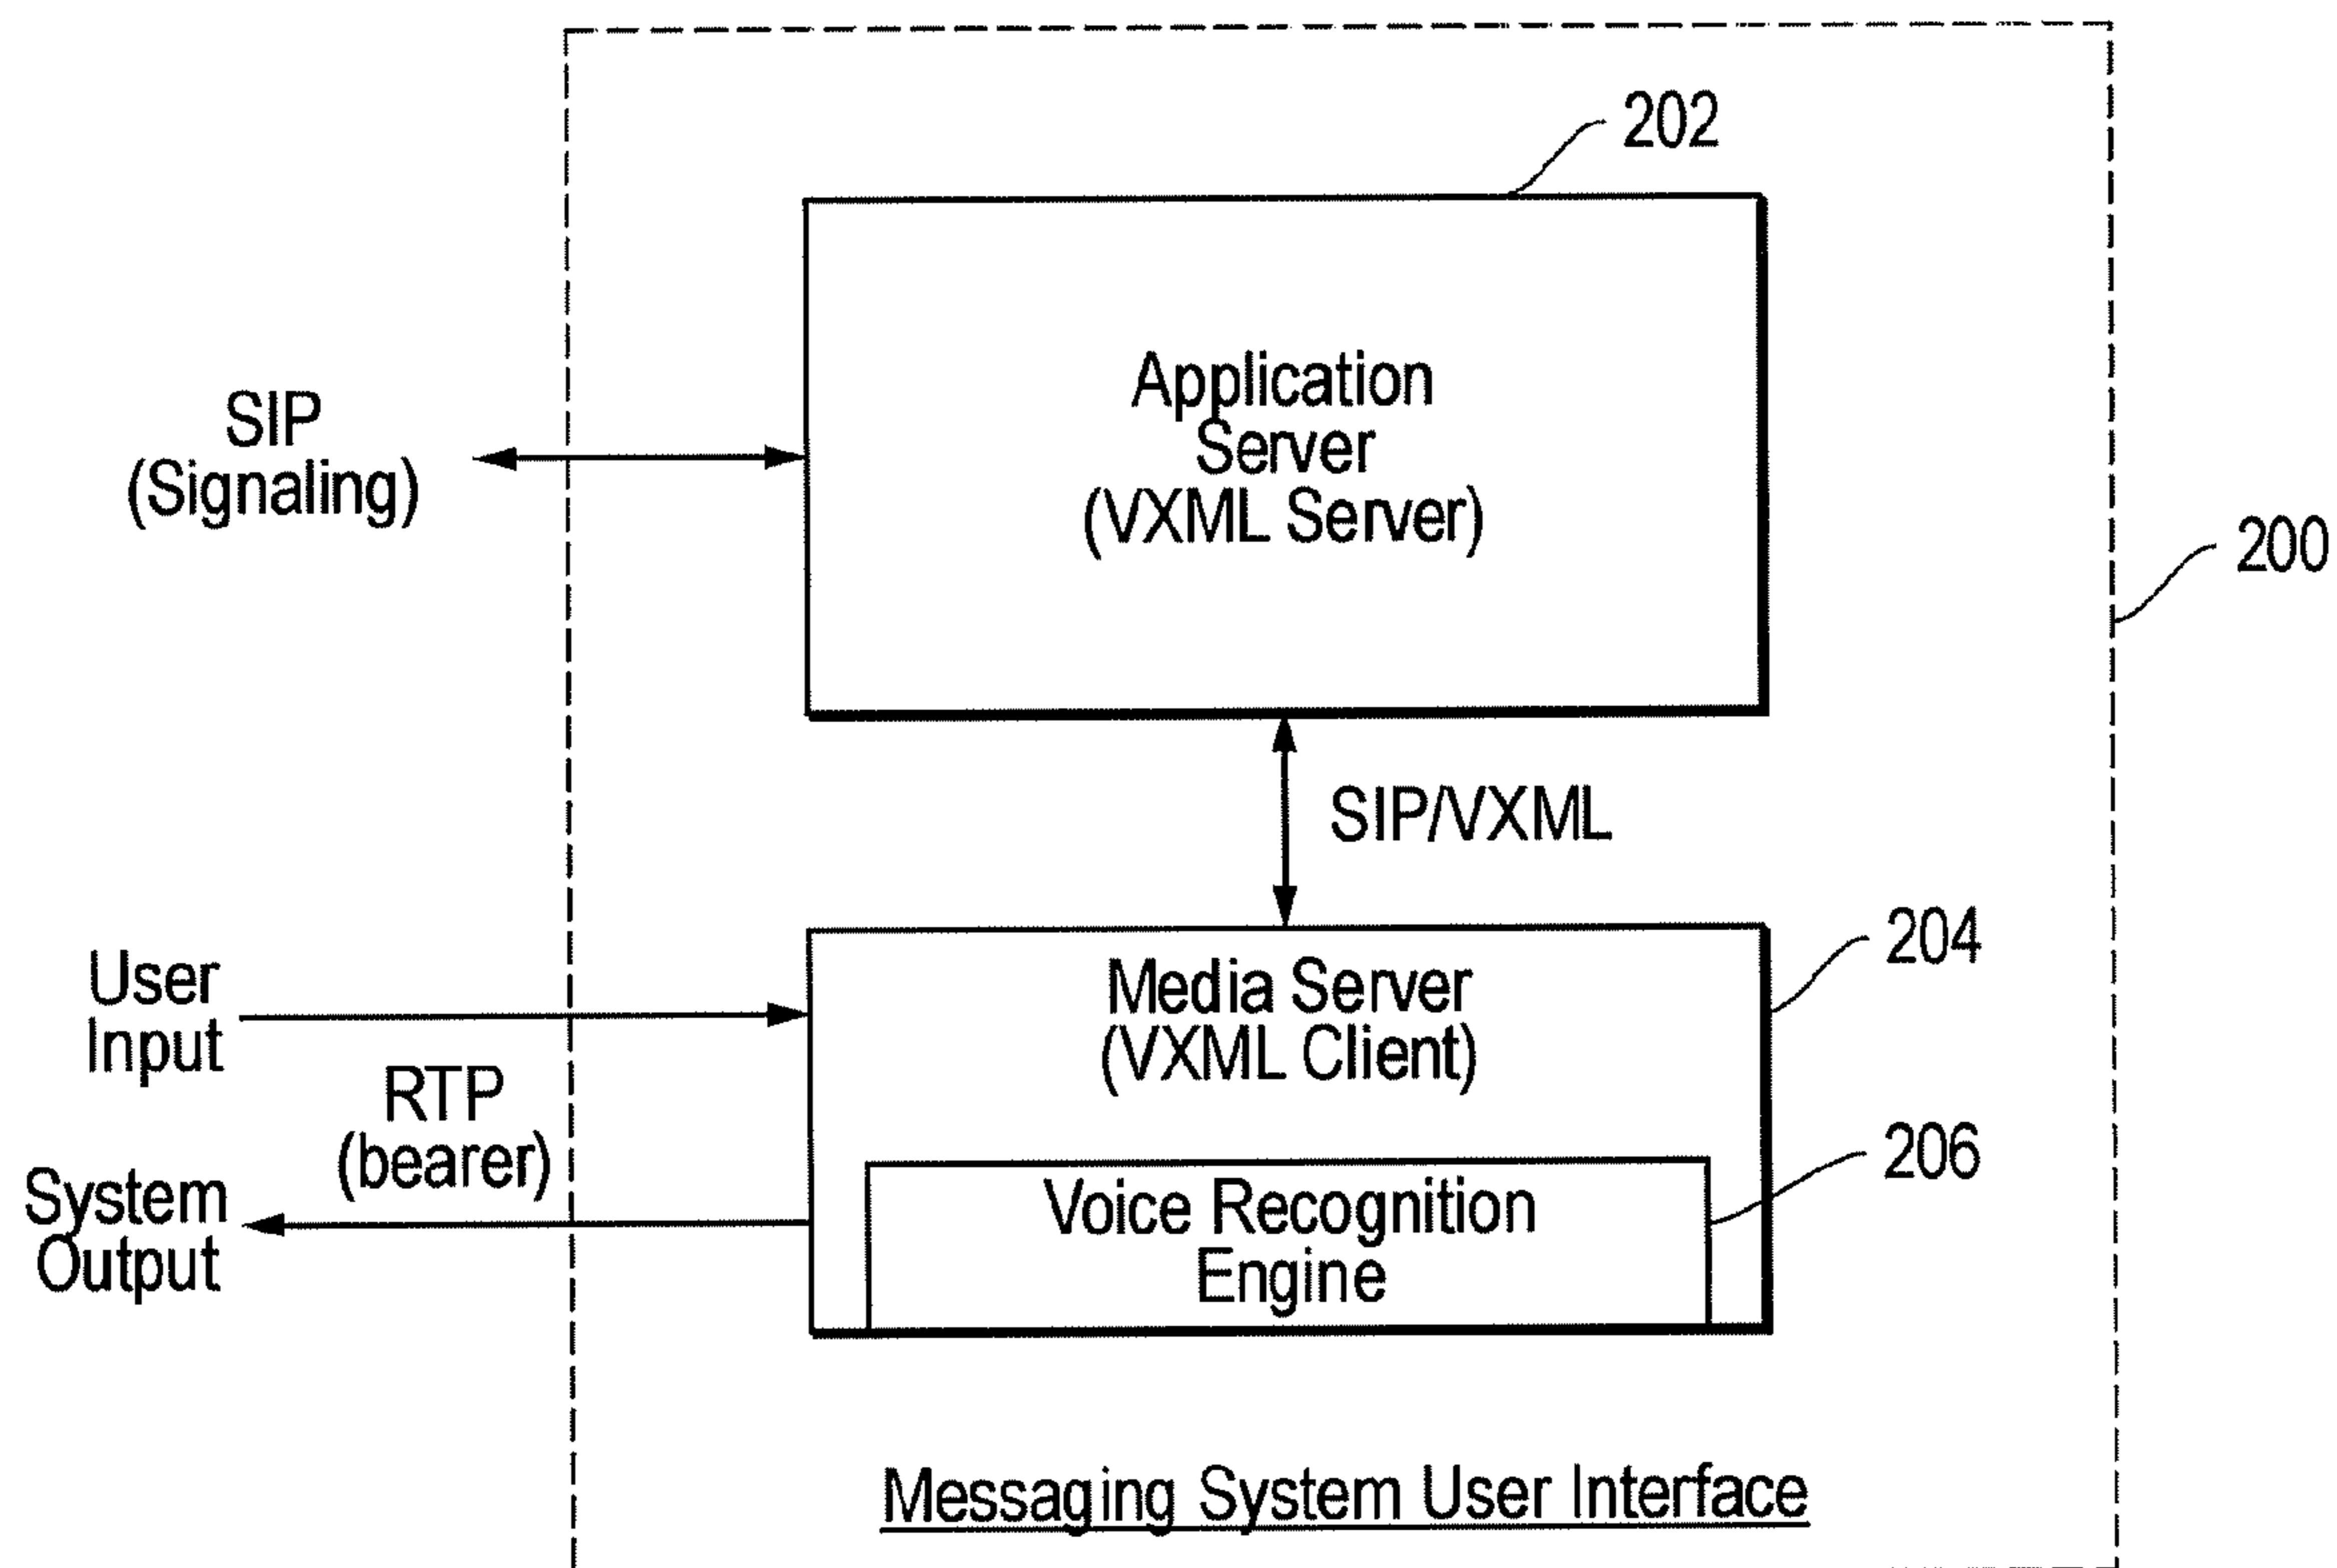 202
Application
Server
(VXML Server)
SIP
(Signaling)
200
SIP/VXML
204
Media Server
(VXML Client)
User
Input
RTP
(bearer)
206
Voice Recognition
Engine
System
Output
Messaging System User Interface